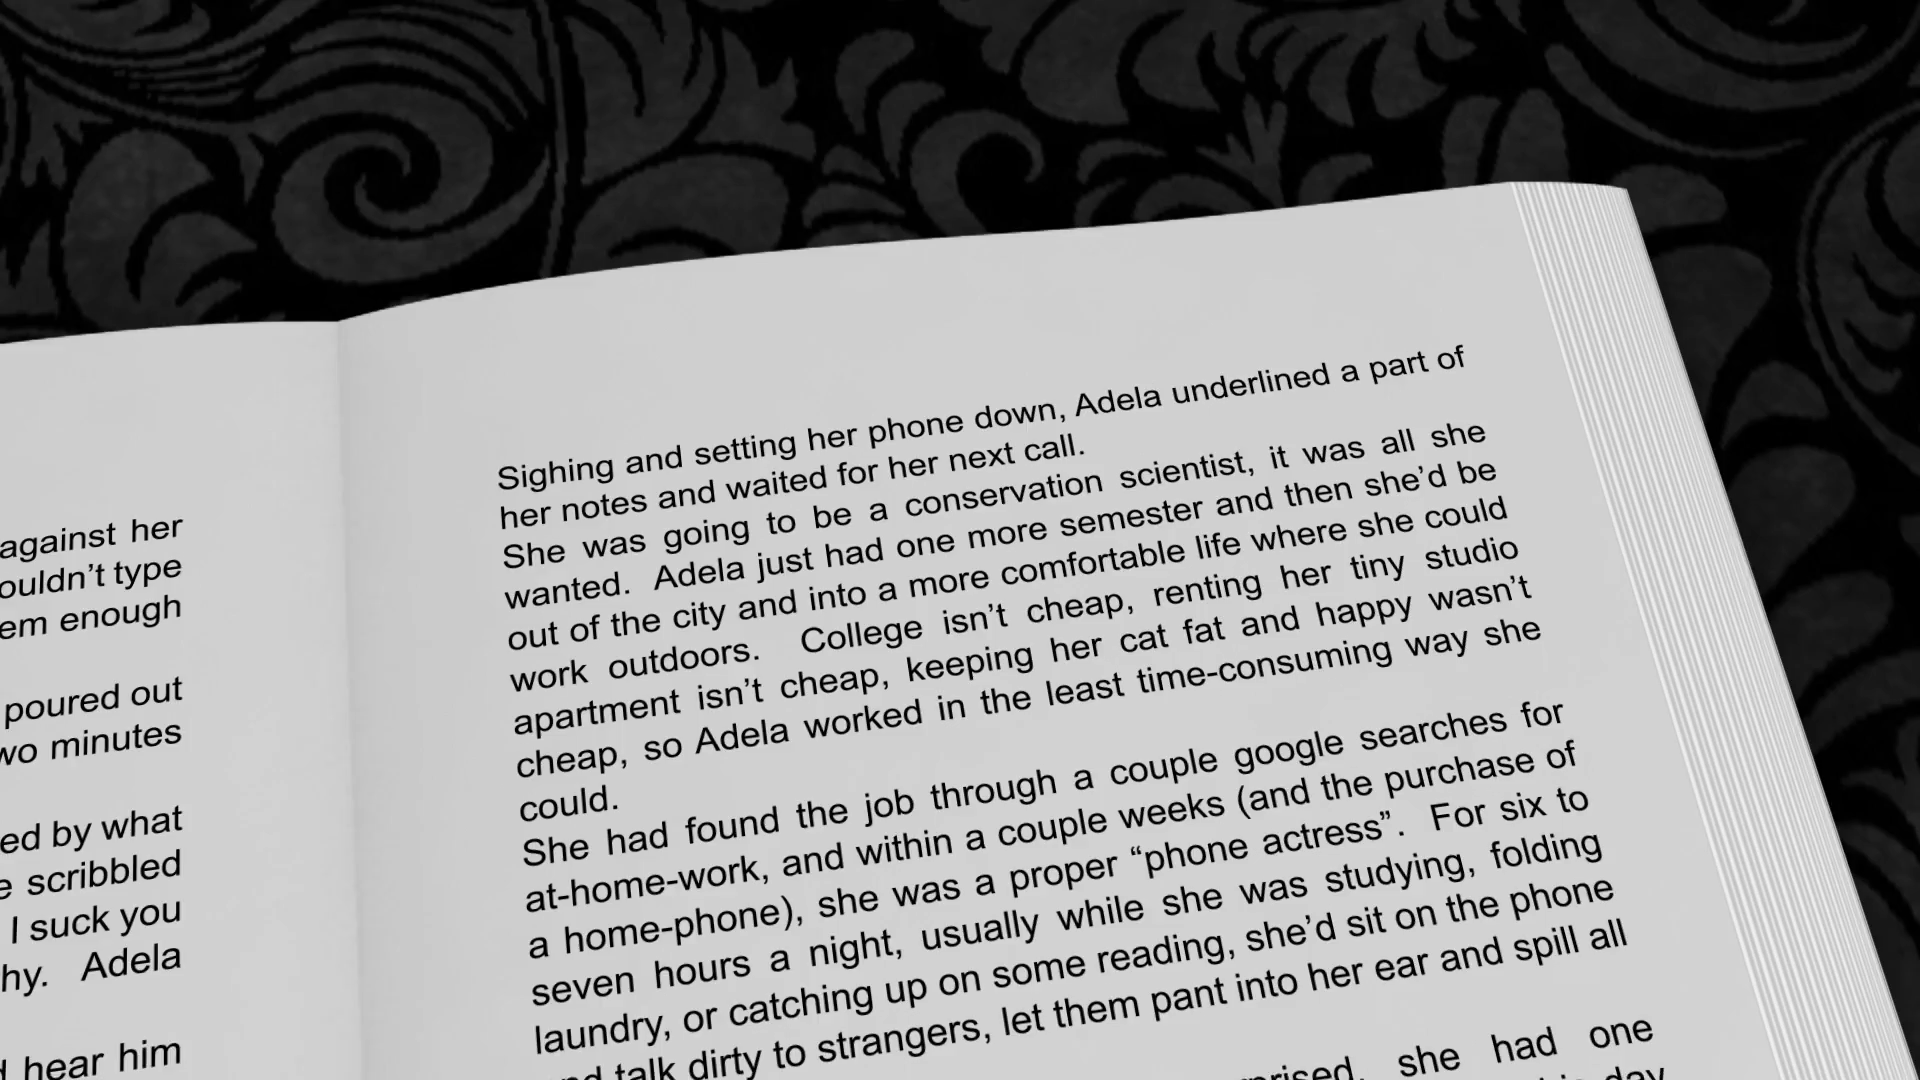 against her
type
enough
poured out
minutes
by what
scribbled
I suck you
Adela
hear him
Sighing and setting her phone down, Adela underlined a part of
her notes and waited for her next call.
She was going to be a conservation scientist, it was all she
wanted. Adela just had one more semester and then she’d be
out of the city and into a more comfortable life where she could
work outdoors. College isn’t cheap, renting her tiny studio
apartment isn’t cheap, keeping her cat fat and happy wasn’t
cheap, so Adela worked in the least time-consuming way she
could.
She had found the job through a couple google searches for
at-home-work, and within a couple weeks (and the purchase of
a home-phone), she was a proper “phone actress”. For six to
seven hours a night, usually while she was studying, folding
laundry, or catching up on some reading, she’d sit on the phone
talk dirty to strangers, let them pant into her ear and spill all
she had one
day